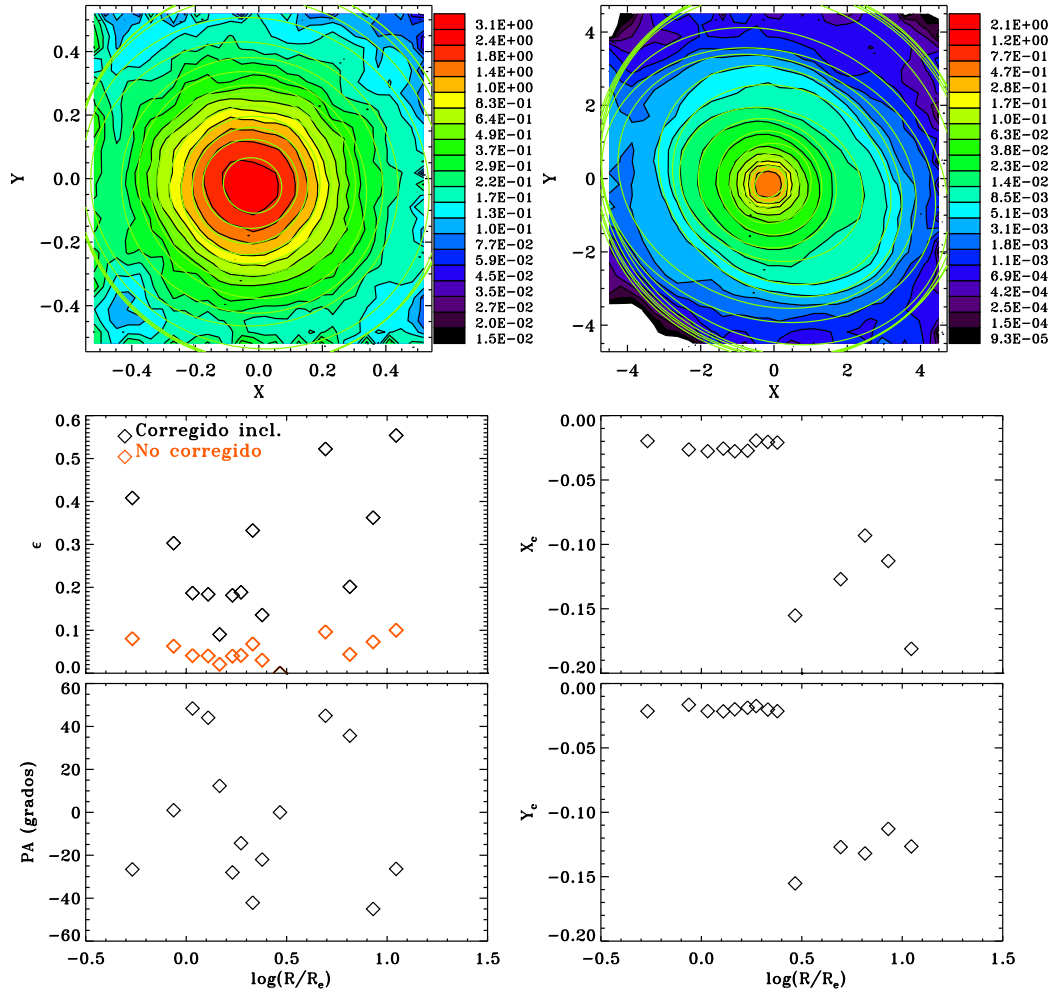 0.4
0.2
0.0
−0.2
−0.4
Y
−0.4 −0.2 0.0 0.2 0.4
X
3.1E+00
2.4E+00
1.8E+00
1.4E+00
1.0E+00
8.3E−01
6.4E−01
4.9E−01
3.7E−01
2.9E−01
2.2E−01
1.7E−01
1.3E−01
1.0E−01
7.7E−02
5.9E−02
4.5E−02
3.5E−02
2.7E−02
2.0E−02
1.5E−02
4
2
0
−2
−4
Y
−4 −2 0 2 4
X
2.1E+00
1.2E+00
7.7E−01
4.7E−01
2.8E−01
1.7E−01
1.0E−01
6.3E−02
3.8E−02
2.3E−02
1.4E−02
8.5E−03
5.1E−03
3.1E−03
1.8E−03
1.1E−03
6.9E−04
4.2E−04
2.5E−04
1.5E−04
9.3E−05
0.6
0.5
0.4
0.3
0.2
0.1
0.0
ϵ
Corregido incl.
No corregido
0.00
−0.05
−0.10
−0.15
−0.20
X_c
60
40
20
0
−20
−40
−60
PA (grados)
−0.5 0.0 0.5 1.0 1.5
log(R/R_e)
0.00
−0.05
−0.10
−0.15
−0.20
Y_c
−0.5 0.0 0.5 1.0 1.5
log(R/R_e)